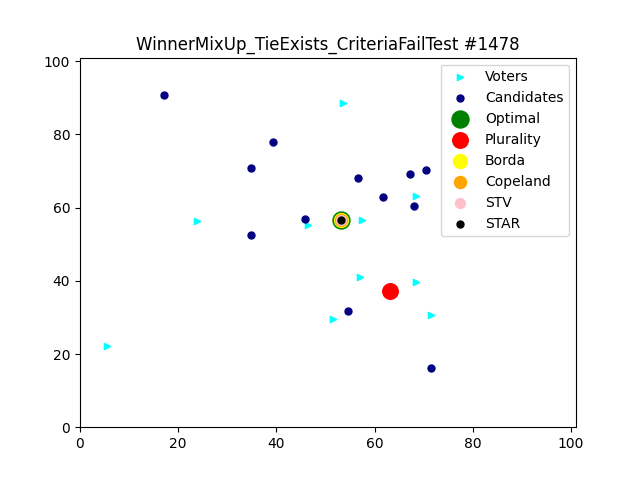 WinnerMixUp_TieExists_CriteriaFailTest #1478
100
80
60
40
20
0
0 20 40 60 80 100
Voters
Candidates
Optimal
Plurality
Borda
Copeland
STV
STAR